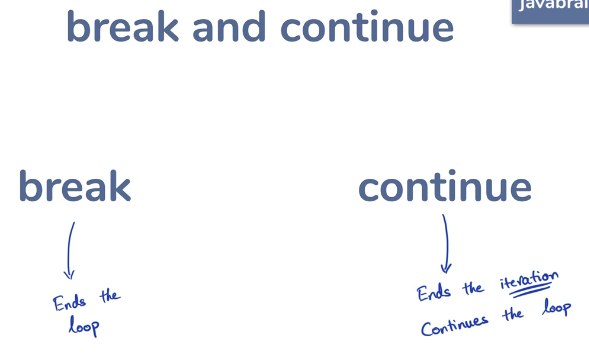 javabrai
break and continue
break
continue
Ends the
loop
Ends the iteration
Continues the loop